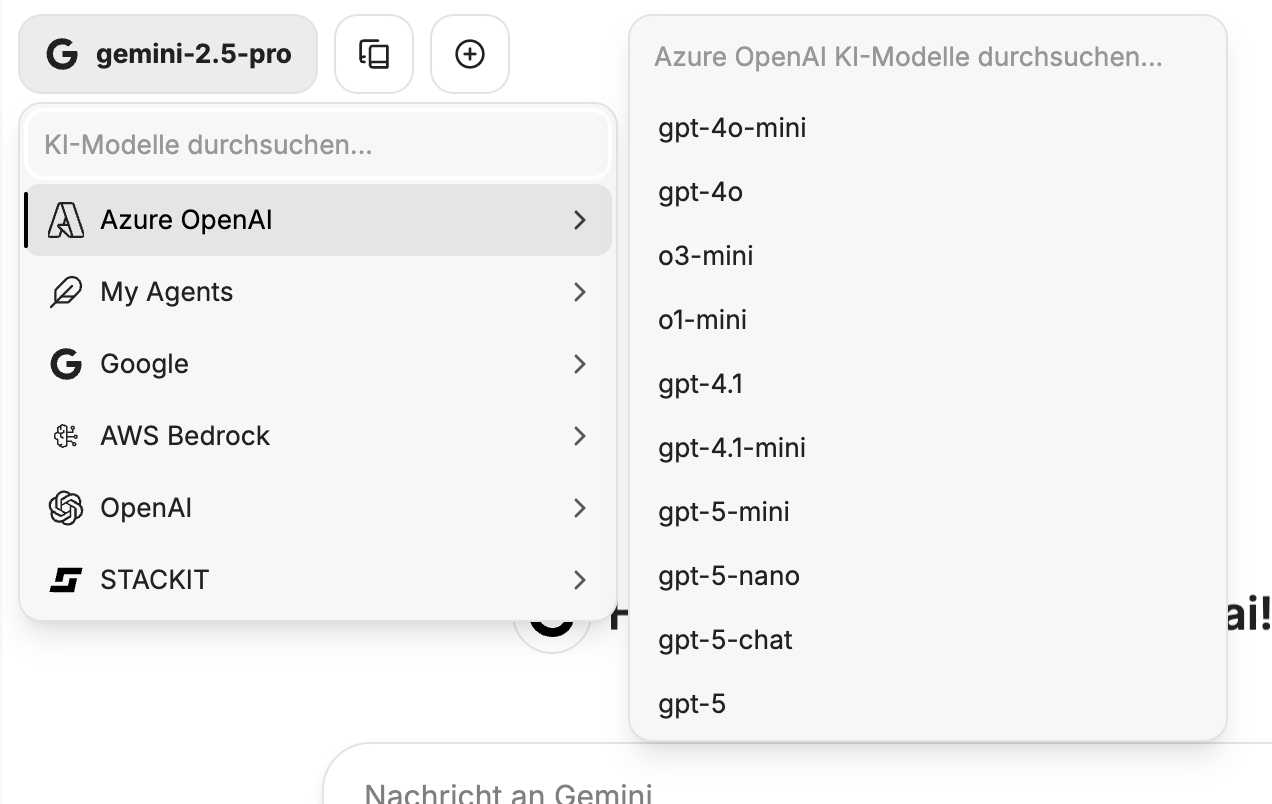 gemini-2.5-pro
KI-Modelle durchsuchen...
Azure OpenAI
My Agents
Google
AWS Bedrock
OpenAI
STACKIT
Azure OpenAI KI-Modelle durchsuchen...
gpt-4o-mini
gpt-4o
o3-mini
o1-mini
gpt-4.1
gpt-4.1-mini
gpt-5-mini
gpt-5-nano
gpt-5-chat
gpt-5
ai!
Nachricht an Gemini